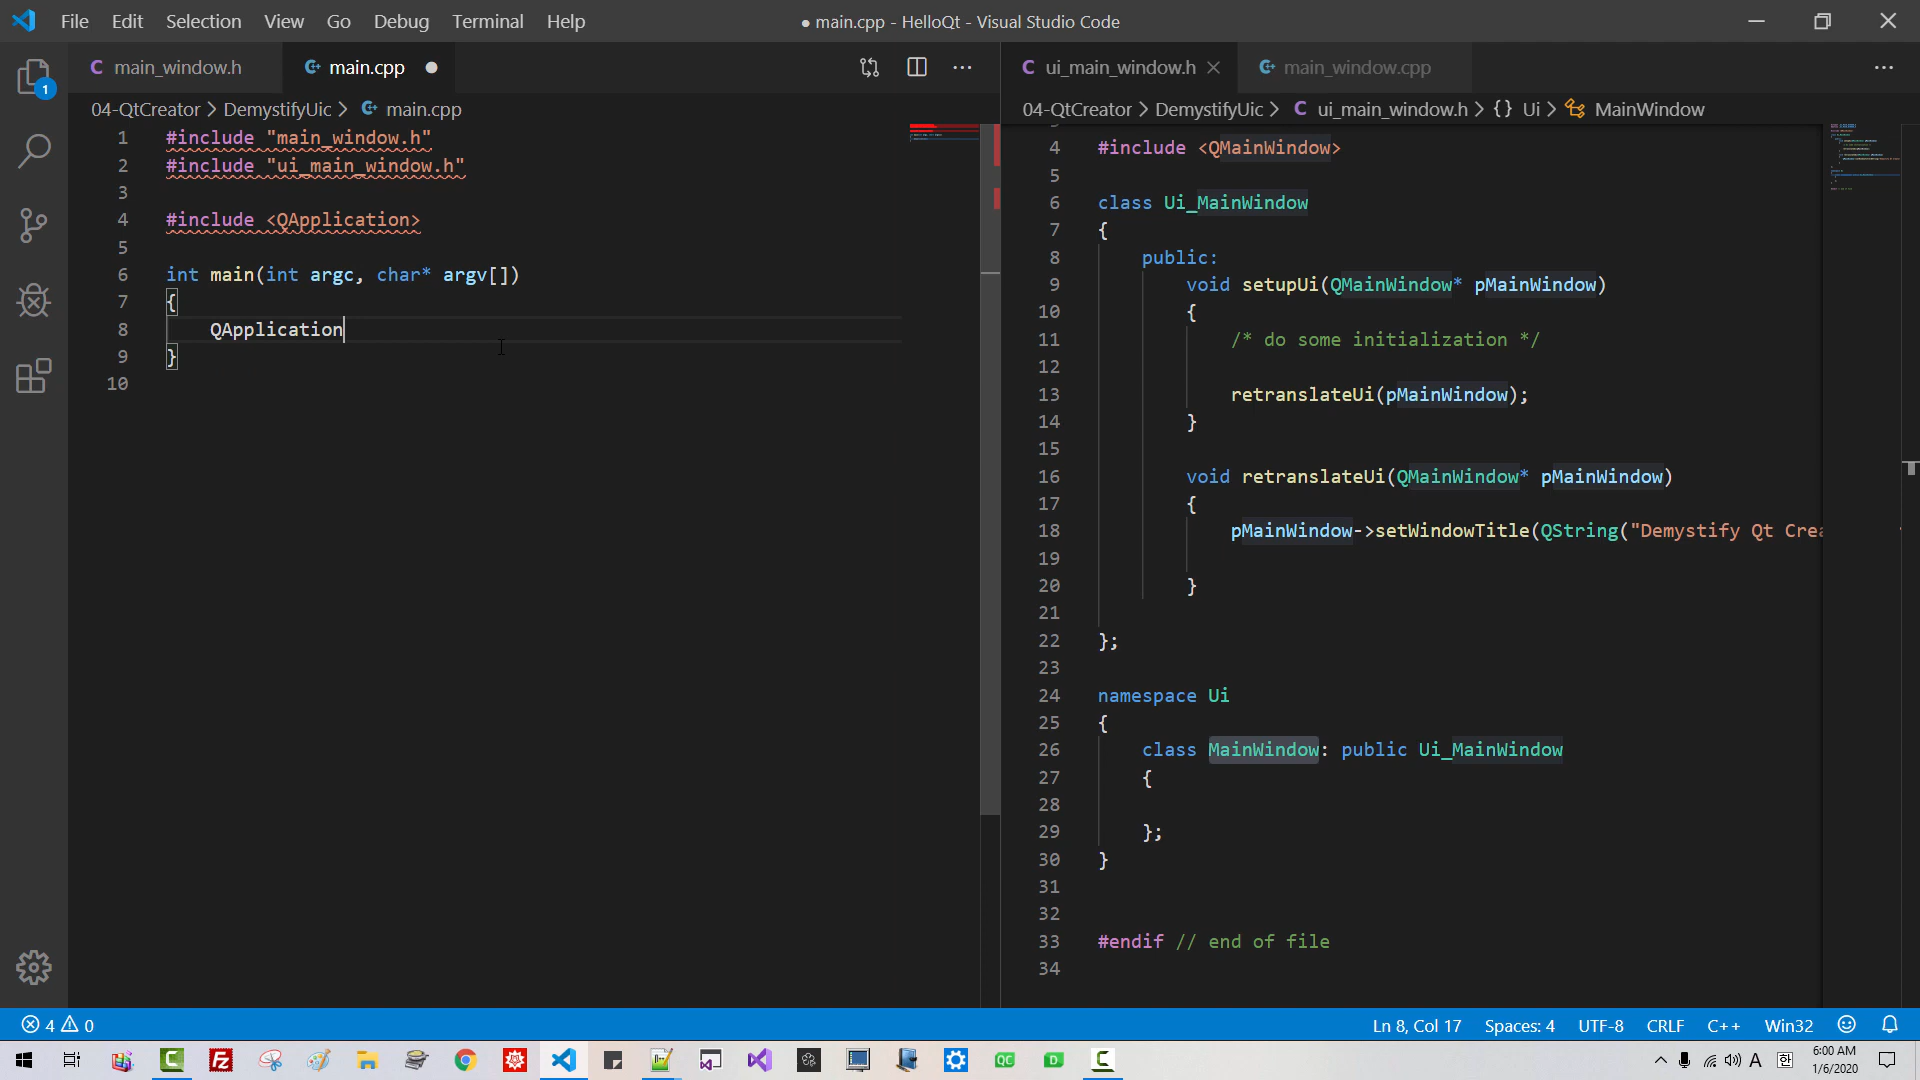 File Edit Selection View Go Debug Terminal Help
● main.cpp - HelloQt - Visual Studio Code
main_window.h
main.cpp
04-QtCreator > DemystifyUic > main.cpp
1 #include "main_window.h"
2 #include "ui_main_window.h"
3
4 #include <QApplication>
5
6 int main(int argc, char* argv[])
7 {
8 QApplication
9 }
10
ui_main_window.h
main_window.cpp
04-QtCreator > DemystifyUic > ui_main_window.h > {} Ui > MainWindow
4 #include <QMainWindow>
5
6 class Ui_MainWindow
7 {
8 public:
9 void setupUi(QMainWindow* pMainWindow)
10 {
11 /* do some initialization */
12
13 retranslateUi(pMainWindow);
14 }
15
16 void retranslateUi(QMainWindow* pMainWindow)
17 {
18 pMainWindow->setWindowTitle(QString("Demystify Qt Crea
19
20 }
21
22 };
23
24 namespace Ui
25 {
26 class MainWindow: public Ui_MainWindow
27 {
28
29 };
30 }
31
32
33 #endif // end of file
34
1
4 0
Ln 8, Col 17 Spaces: 4 UTF-8 CRLF C++ Win32
A 한 6:00 AM
1/6/2020